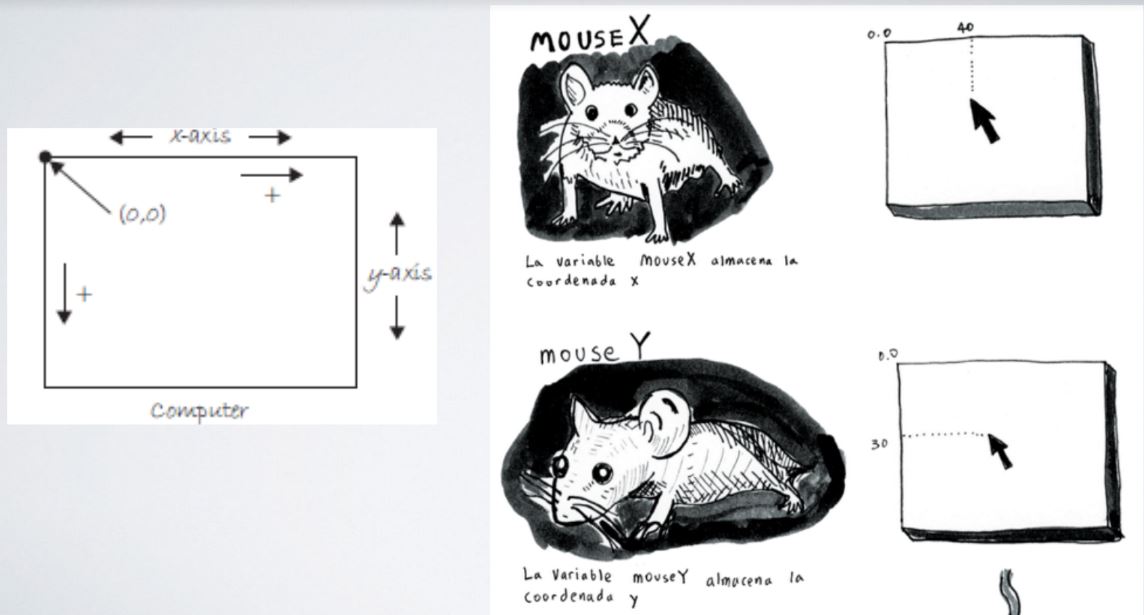 x-axis
+
(0,0)
+
y-axis
Computer
mouseX
La variable mouseX almacena la
coordenada x
0.0
40
mouse Y
La variable mouseY almacena la
coordenada y
0.0
30